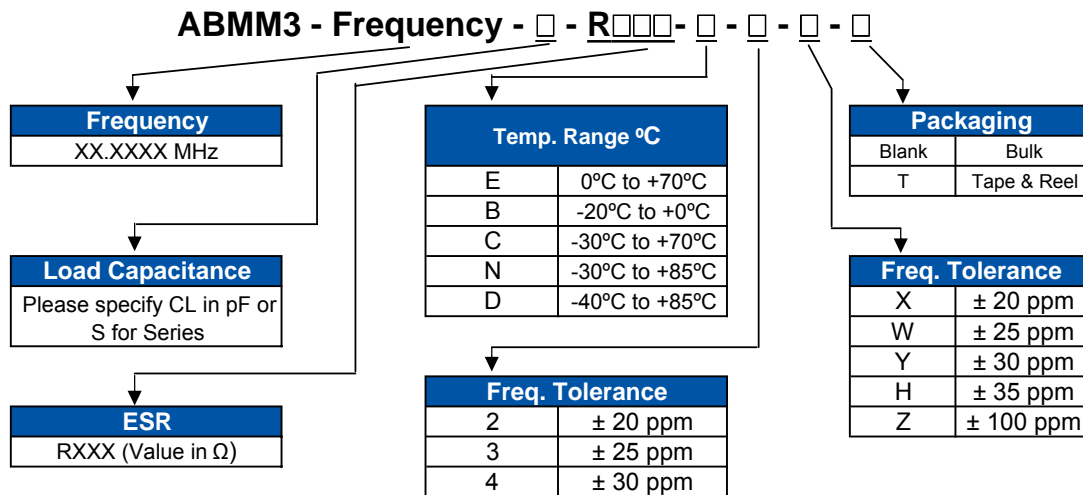 ABMM3 - Frequency - □ - R□□□- □ - □ - □ - □
Frequency
XX.XXXX MHz
Load Capacitance
Please specify CL in pF or
S for Series
ESR
RXXX (Value in Ω)
Temp. Range ºC
E 0ºC to +70ºC
B -20ºC to +0ºC
C -30ºC to +70ºC
N -30ºC to +85ºC
D -40ºC to +85ºC
Freq. Tolerance
2 ± 20 ppm
3 ± 25 ppm
4 ± 30 ppm
Packaging
Blank Bulk
T Tape & Reel
Freq. Tolerance
X ± 20 ppm
W ± 25 ppm
Y ± 30 ppm
H ± 35 ppm
Z ± 100 ppm